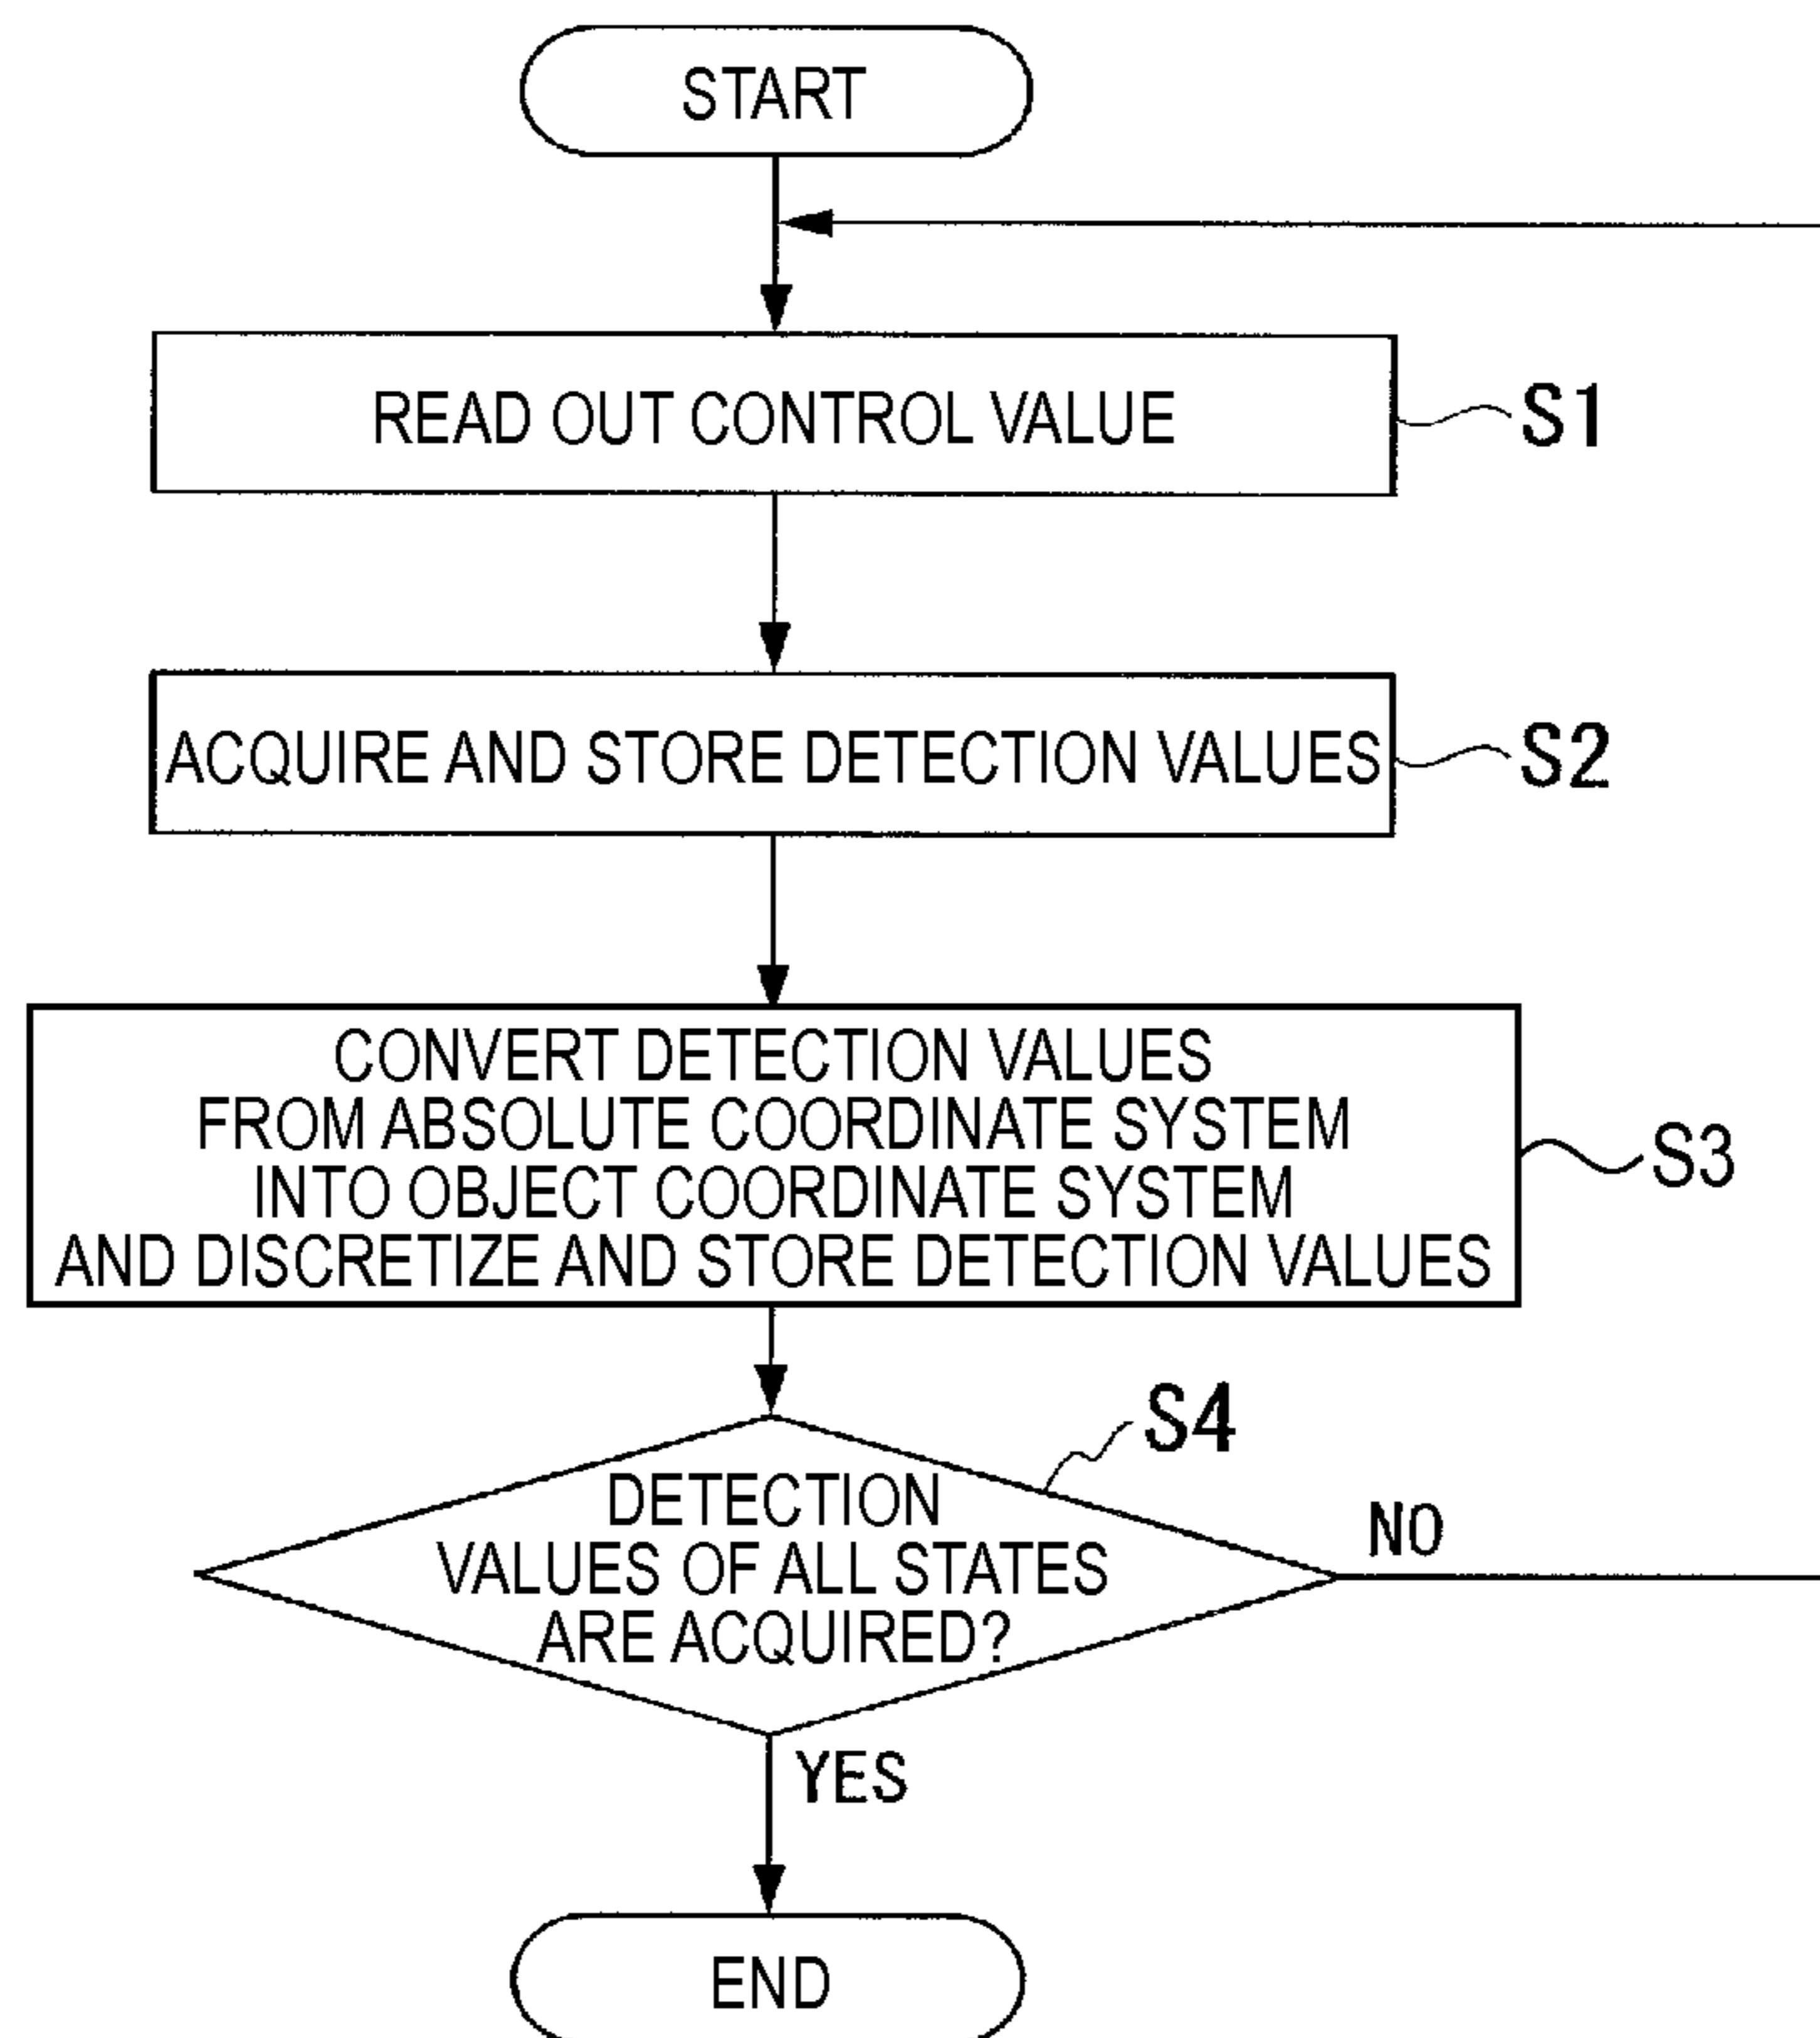 START
READ OUT CONTROL VALUE
S1
ACQUIRE AND STORE DETECTION VALUES
S2
CONVERT DETECTION VALUES
FROM ABSOLUTE COORDINATE SYSTEM
INTO OBJECT COORDINATE SYSTEM
AND DISCRETIZE AND STORE DETECTION VALUES
S3
S4
DETECTION
VALUES OF ALL STATES
ARE ACQUIRED?
NO
YES
END